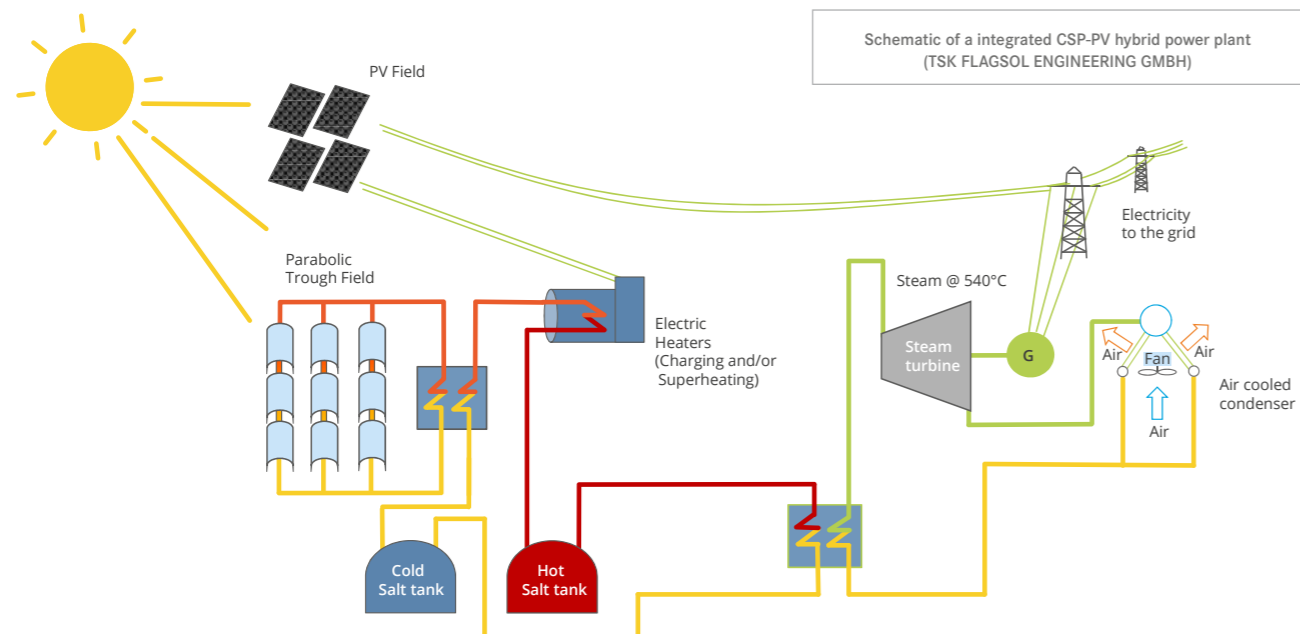 Schematic of a integrated CSP-PV hybrid power plant
(TSK FLAGSOL ENGINEERING GMBH)
PV Field
Electricity
to the grid
Parabolic
Trough Field
Steam @ 540°C
Electric
Heaters
(Charging and/or
Superheating)
Steam
turbine
G
Air
Fan
Air
Air
Air cooled
condenser
Cold
Salt tank
Hot
Salt tank